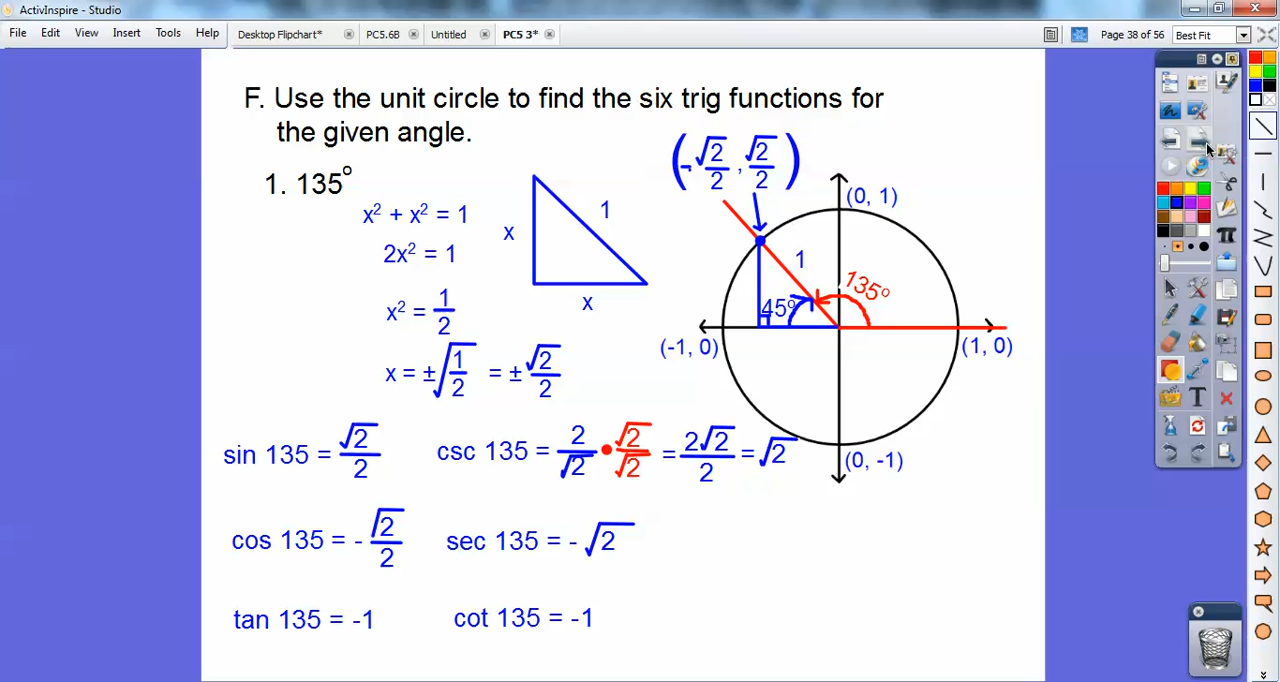 ActivInspire - Studio
File Edit View Insert Tools Help Desktop Flipchart* PC5.6B Untitled PC5 3* Page 38 of 56 Best Fit
F. Use the unit circle to find the six trig functions for
the given angle.
1. 135°
x² + x² = 1
2x² = 1
x² = 1/2
x = ±√(1/2) = ±√2/2
1
x
x
(-√2/2, √2/2)
(0, 1)
1
135°
45°
(-1, 0)
(1, 0)
(0, -1)
sin 135 = √2/2 csc 135 = 2/√2 • √2/√2 = 2√2/2 = √2
cos 135 = -√2/2 sec 135 = -√2
tan 135 = -1 cot 135 = -1